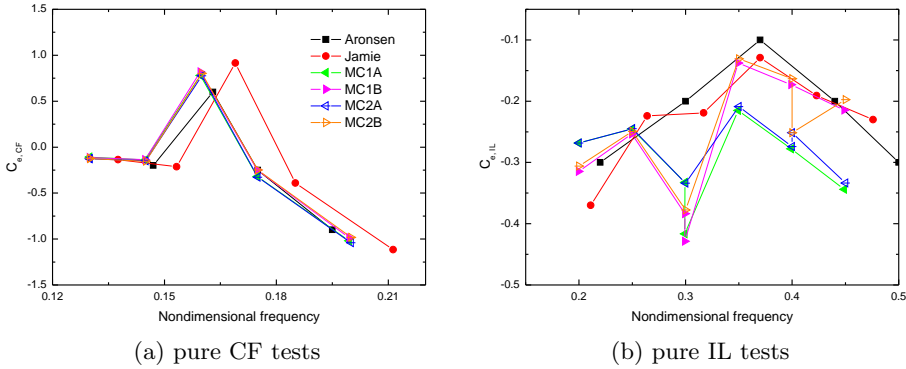 1.5
1.0
0.5
0.0
-0.5
-1.0
-1.5
C e, CF
0.12
0.15
0.18
0.21
Nondimensional frequency
Aronsen
Jamie
MC1A
MC1B
MC2A
MC2B
(a) pure CF tests
-0.1
-0.2
-0.3
-0.4
-0.5
C e, IL
0.2
0.3
0.4
0.5
Nondimensional frequency
(b) pure IL tests